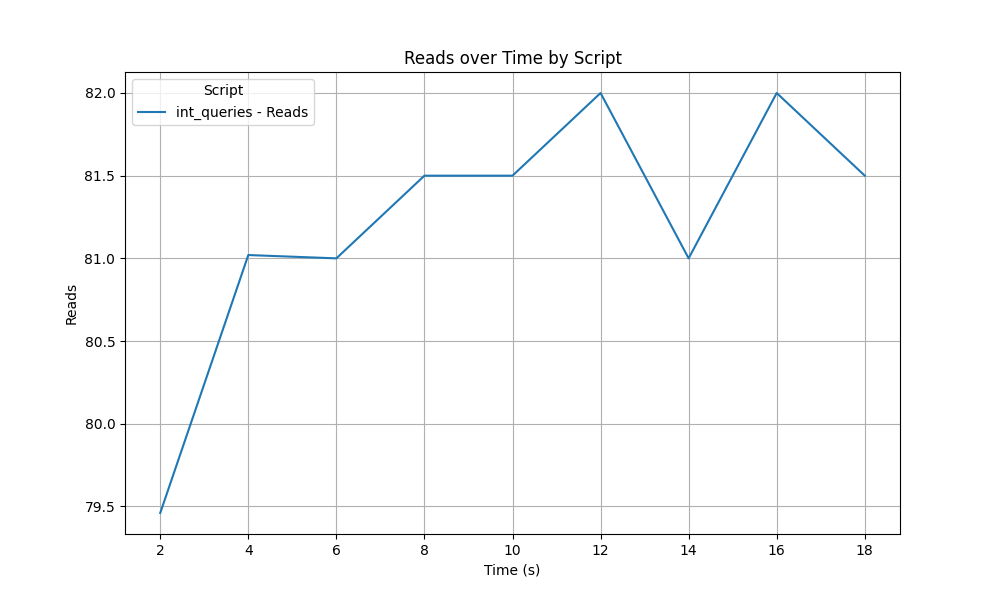 Reads over Time by Script
Script
int_queries - Reads
82.0
81.5
81.0
80.5
80.0
79.5
Reads
2 4 6 8 10 12 14 16 18
Time (s)